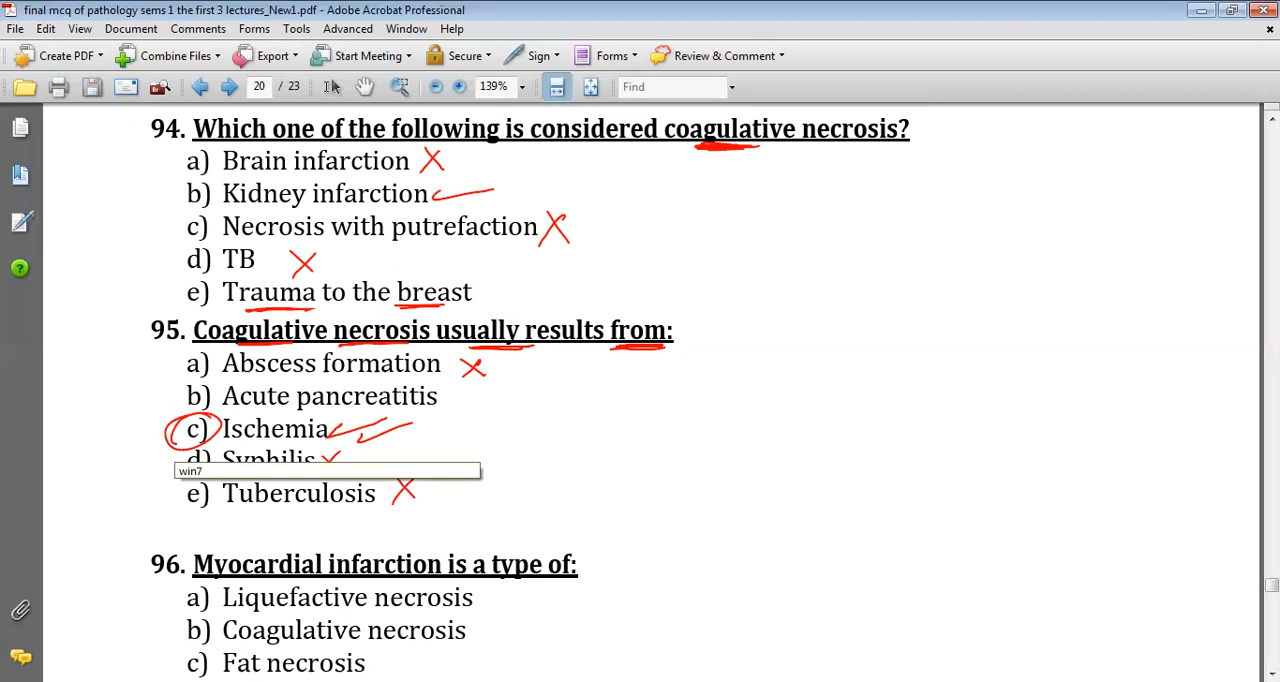 final mcq of pathology sems 1 the first 3 lectures_New1.pdf - Adobe Acrobat Professional
File Edit View Document Comments Forms Tools Advanced Window Help
Create PDF Combine Files Export Start Meeting Secure Sign Forms Review & Comment
20 / 23 139% Find
94. Which one of the following is considered coagulative necrosis?
a) Brain infarction
b) Kidney infarction
c) Necrosis with putrefaction
d) TB
e) Trauma to the breast
95. Coagulative necrosis usually results from:
a) Abscess formation
b) Acute pancreatitis
c) Ischemia
d) Syphilis
win7
e) Tuberculosis
96. Myocardial infarction is a type of:
a) Liquefactive necrosis
b) Coagulative necrosis
c) Fat necrosis